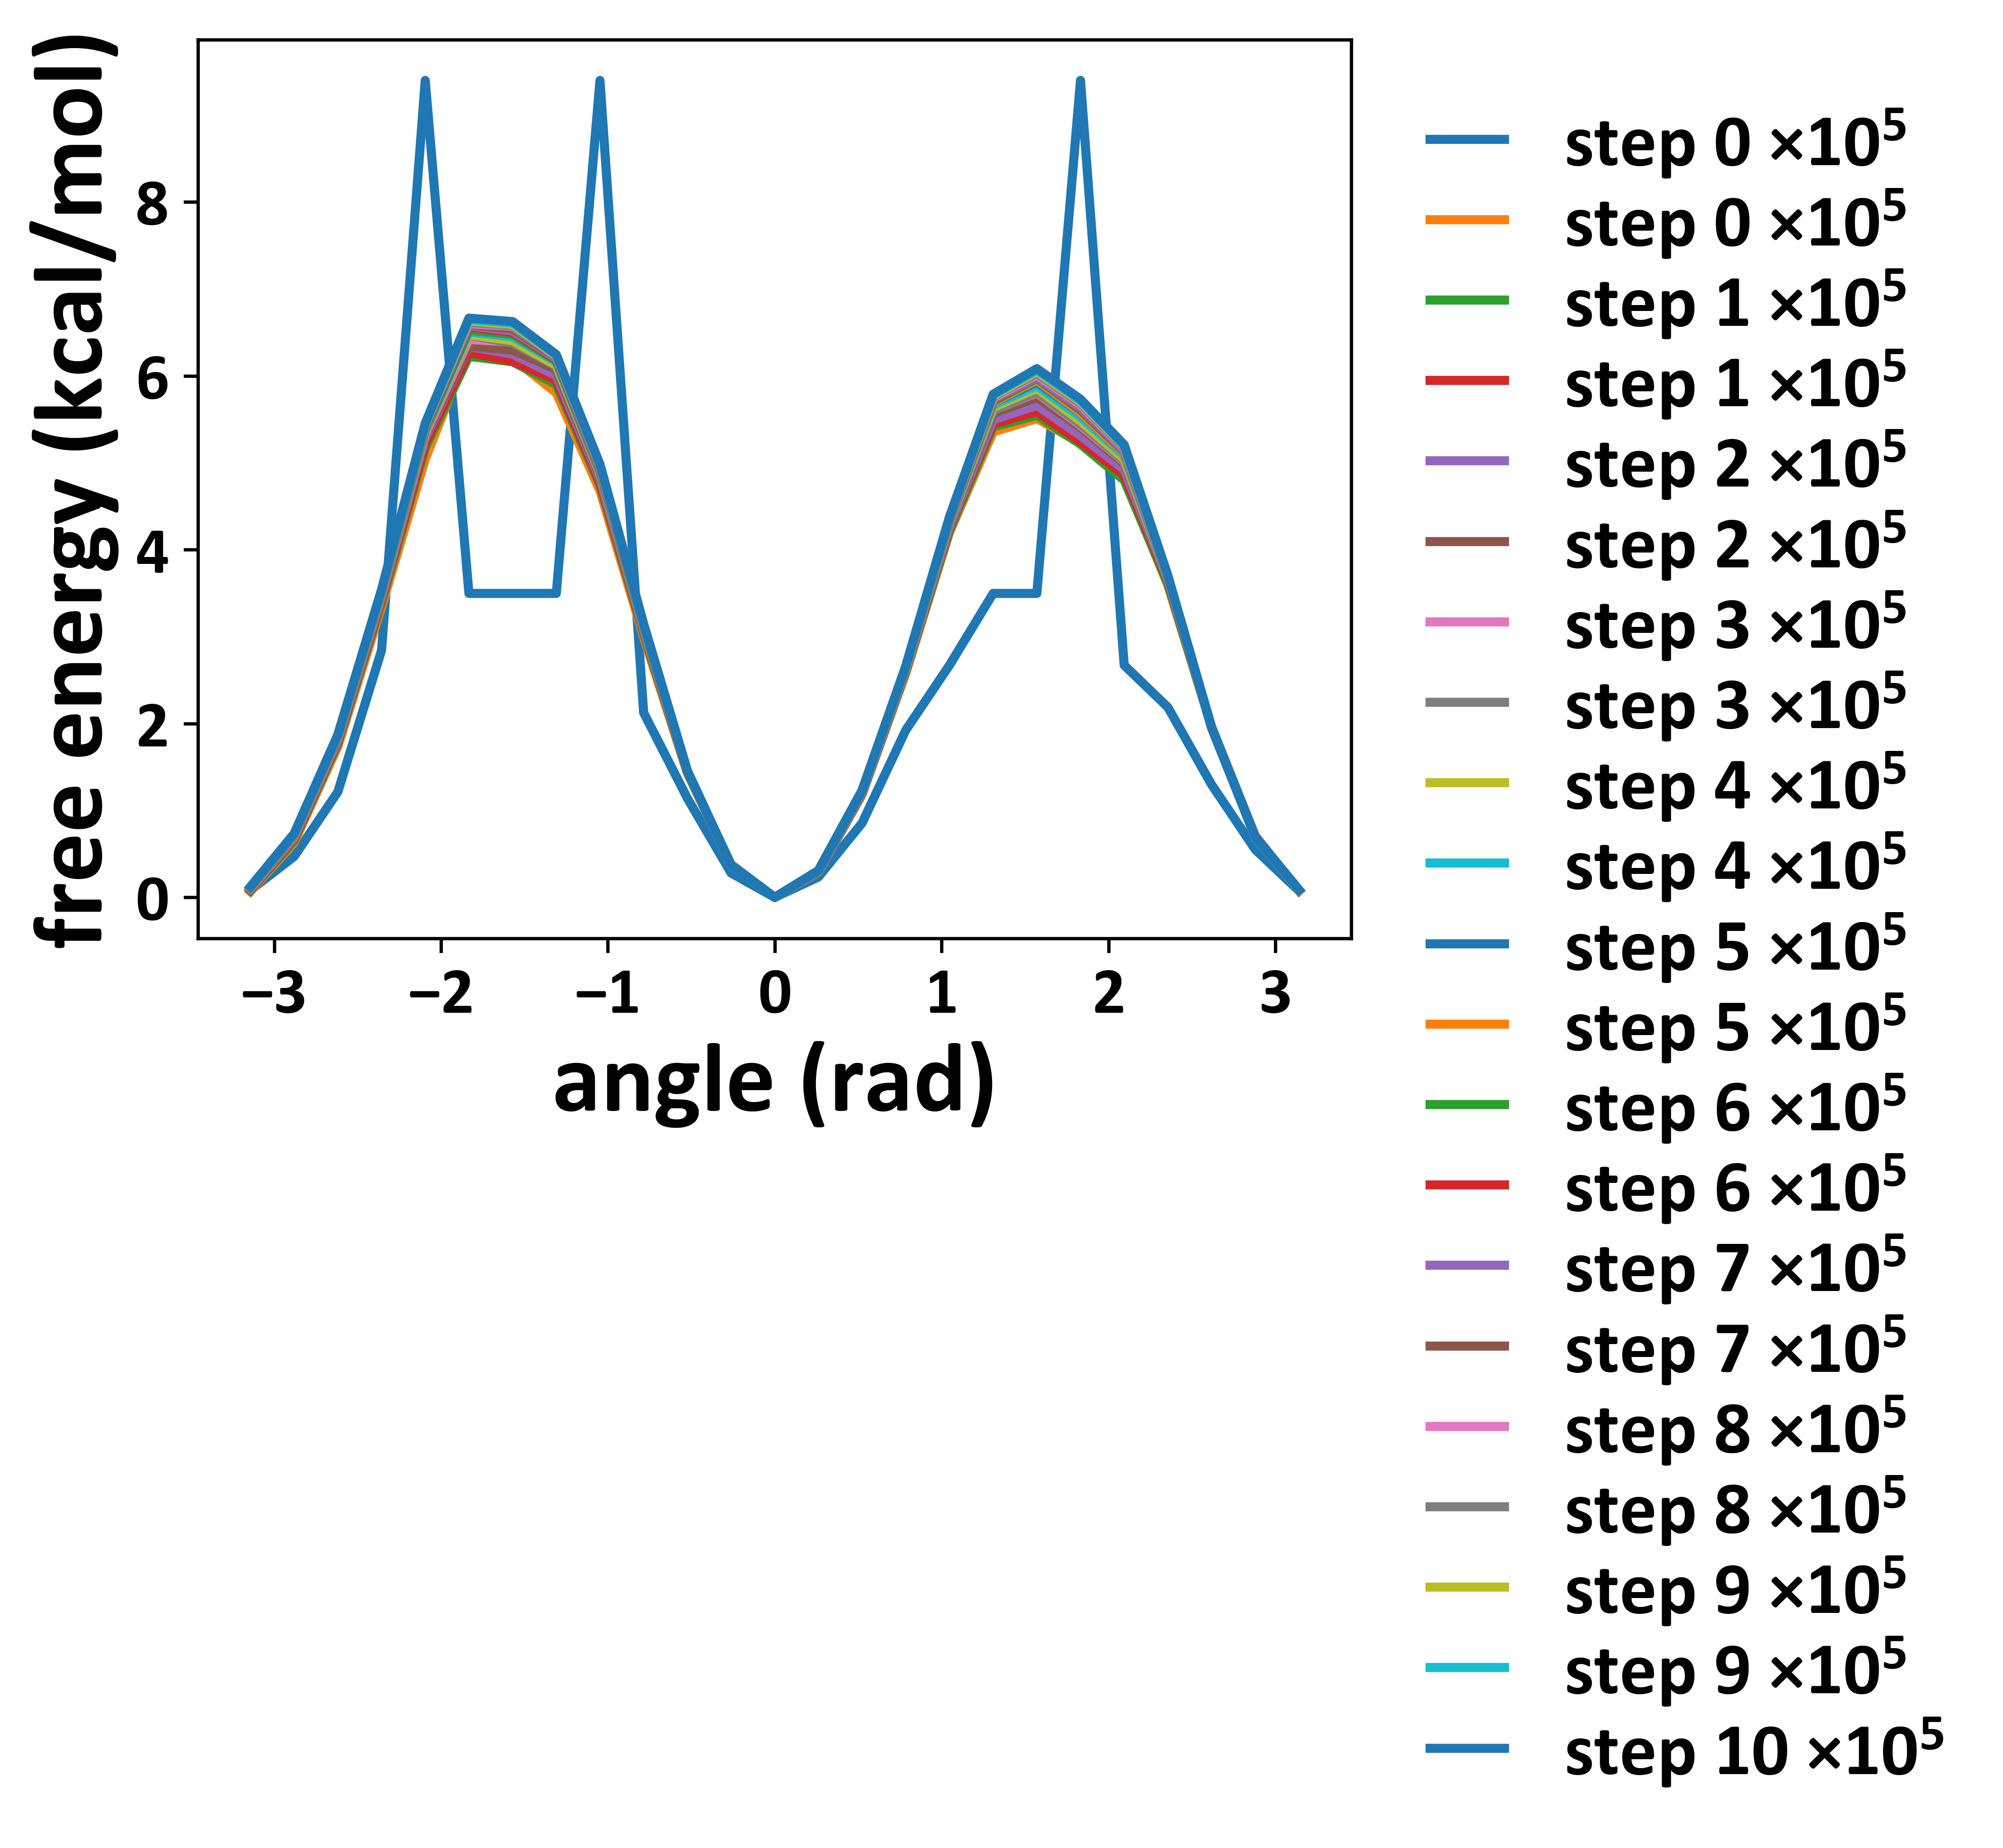 free energy (kcal/mol)
8
6
4
2
0
−3 −2 −1 0 1 2 3
angle (rad)
step 0 ×10⁵
step 0 ×10⁵
step 1 ×10⁵
step 1 ×10⁵
step 2 ×10⁵
step 2 ×10⁵
step 3 ×10⁵
step 3 ×10⁵
step 4 ×10⁵
step 4 ×10⁵
step 5 ×10⁵
step 5 ×10⁵
step 6 ×10⁵
step 6 ×10⁵
step 7 ×10⁵
step 7 ×10⁵
step 8 ×10⁵
step 8 ×10⁵
step 9 ×10⁵
step 9 ×10⁵
step 10 ×10⁵